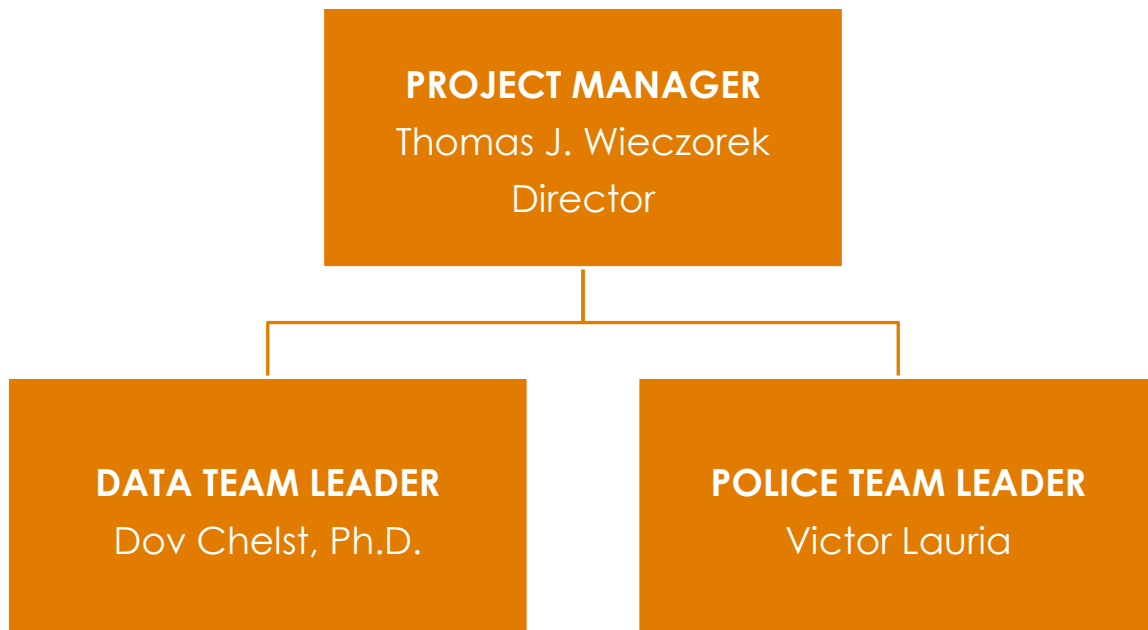 PROJECT MANAGER
Thomas J. Wieczorek
Director
DATA TEAM LEADER
Dov Chelst, Ph.D.
POLICE TEAM LEADER
Victor Lauria